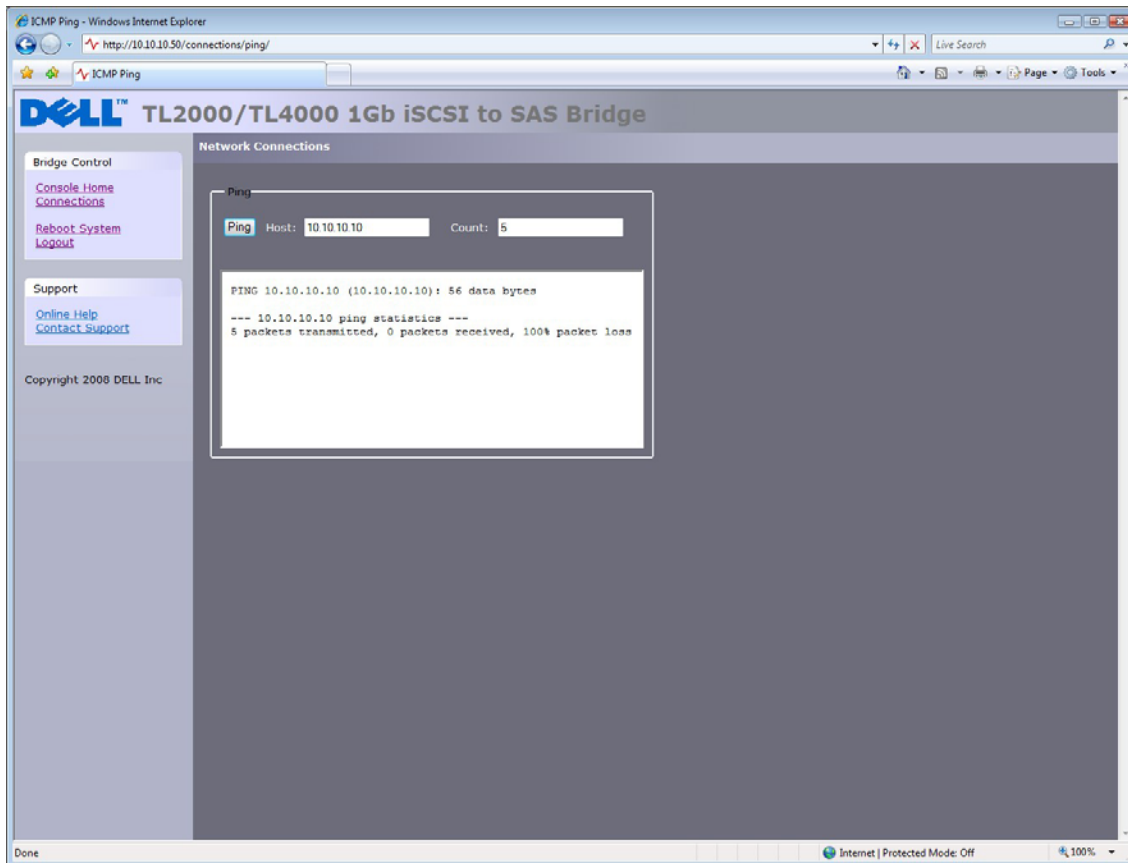 ICMP Ping - Windows Internet Explorer
http://10.10.10.50/connections/ping/
Live Search
ICMP Ping
Page
Tools
DELL™ TL2000/TL4000 1Gb iSCSI to SAS Bridge
Network Connections
Bridge Control
Console Home
Connections
Reboot System
Logout
Support
Online Help
Contact Support
Copyright 2008 DELL Inc
Ping
Ping Host: 10.10.10.10 Count: 5
PING 10.10.10.10 (10.10.10.10): 56 data bytes
--- 10.10.10.10 ping statistics ---
5 packets transmitted, 0 packets received, 100% packet loss
Done
Internet | Protected Mode: Off
100%